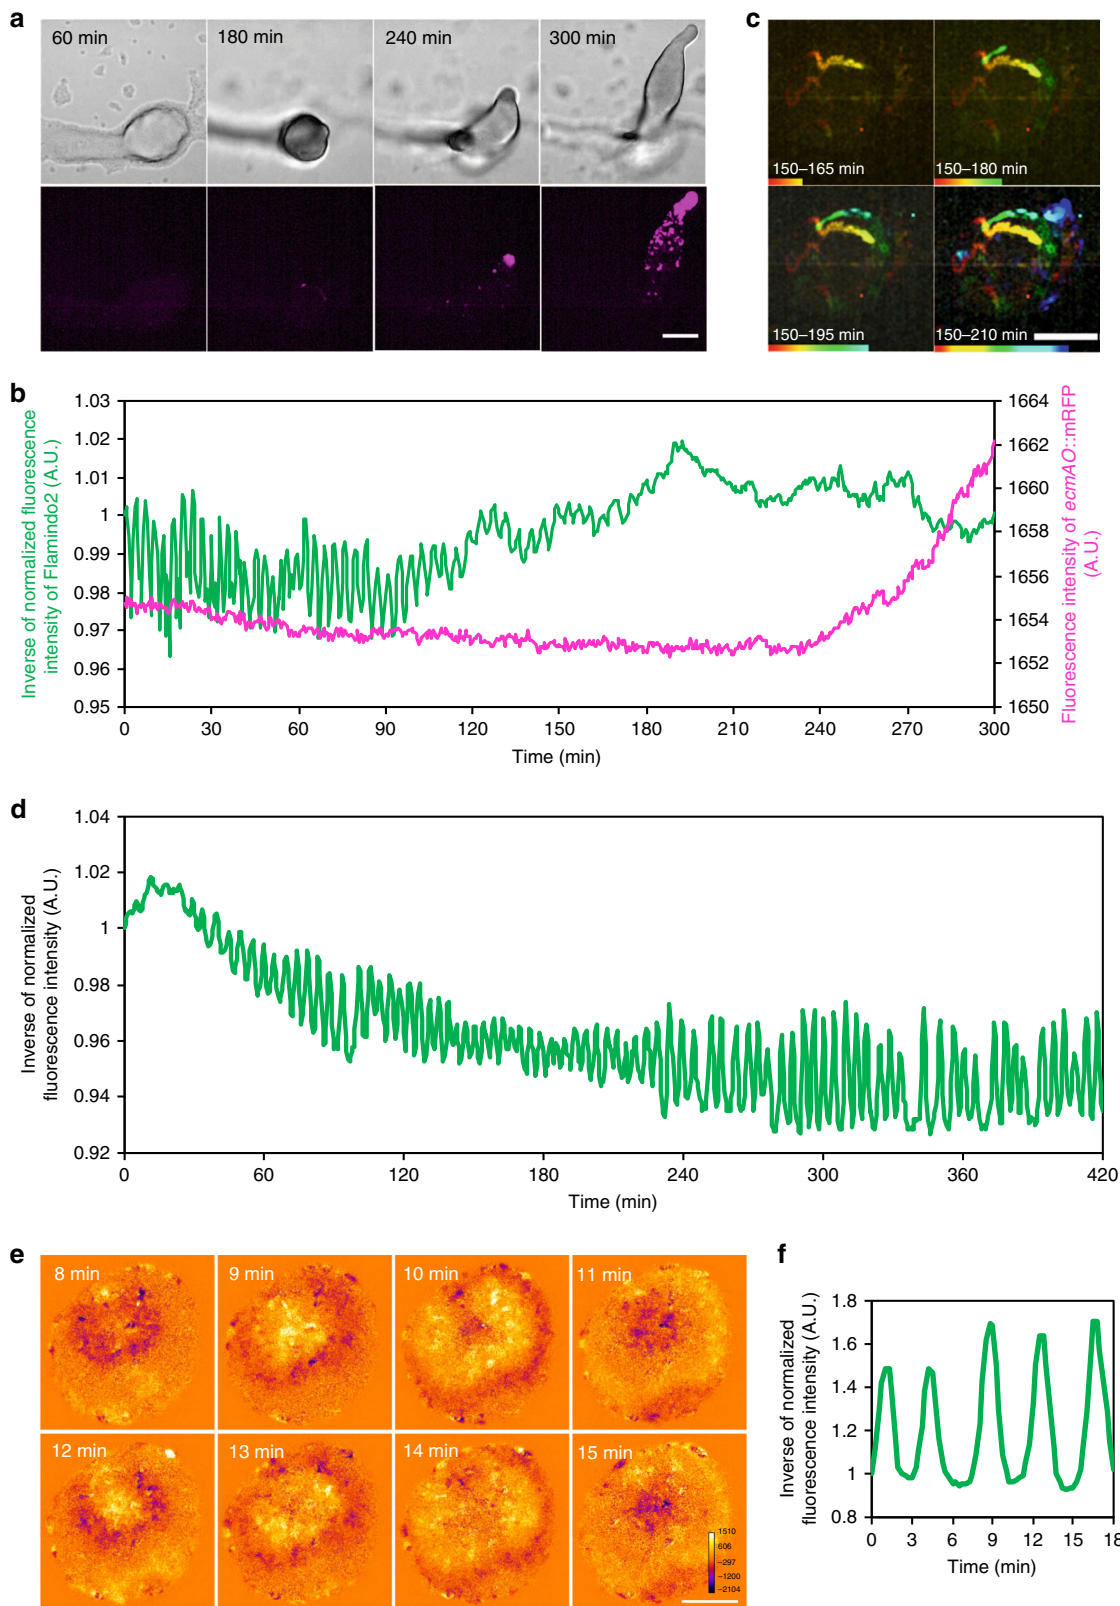 a
60 min
180 min
240 min
300 min
c
150–165 min
150–180 min
150–195 min
150–210 min
b
Inverse of normalized fluorescence
intensity of Flamindo2 (A.U.)
1.03
1.02
1.01
1
0.99
0.98
0.97
0.96
0.95
1664
1662
1660
1658
1656
1654
1652
1650
Fluorescence intensity of ecmAO::mRFP
(A.U.)
0
30
60
90
120
150
180
210
240
270
300
Time (min)
d
Inverse of normalized
fluorescence intensity (A.U.)
1.04
1.02
1
0.98
0.96
0.94
0.92
0
60
120
180
240
300
360
420
Time (min)
e
8 min
9 min
10 min
11 min
12 min
13 min
14 min
15 min
1510
606
−297
−1200
−2104
f
Inverse of normalized
fluorescence intensity (A.U.)
1.8
1.6
1.4
1.2
1
0.8
0
3
6
9
12
15
18
Time (min)